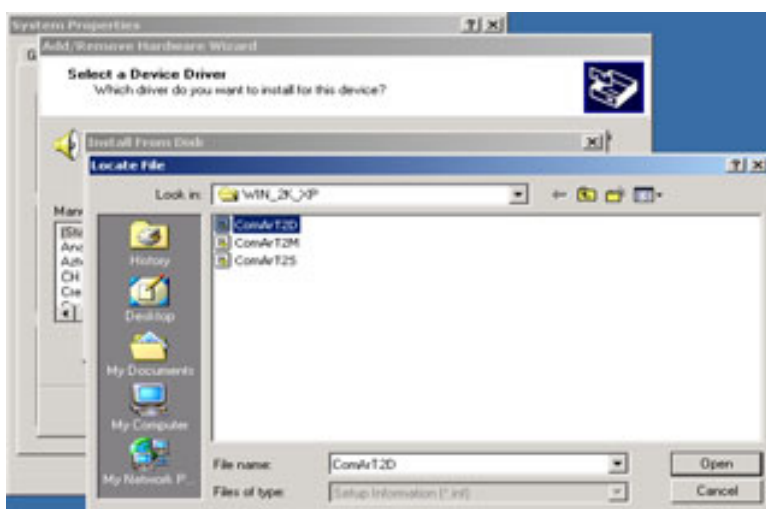 System Properties
Add/Remove Hardware Wizard
Select a Device Driver
Which driver do you want to install for this device?
Install From Disk
Locate File
Look in: WIN_2K_XP
ComArT2D
ComArT2M
ComArT2S
History
Desktop
My Documents
My Computer
My Network P...
File name: ComArT2D
Open
Files of type: Setup Information (*.inf)
Cancel